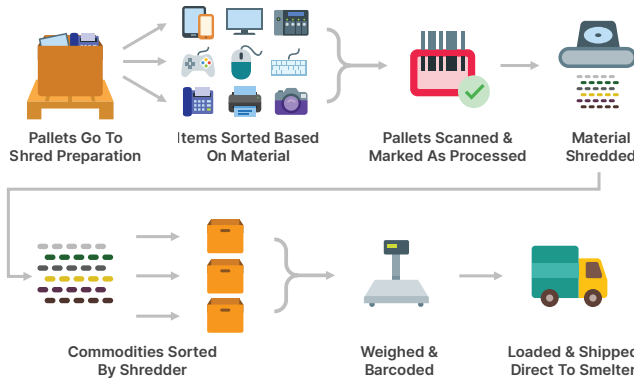 Pallets Go To
Shred Preparation
Items Sorted Based
On Material
Pallets Scanned &
Marked As Processed
Material
Shredded
Commodities Sorted
By Shredder
Weighed &
Barcoded
Loaded & Shipped
Direct To Smelter